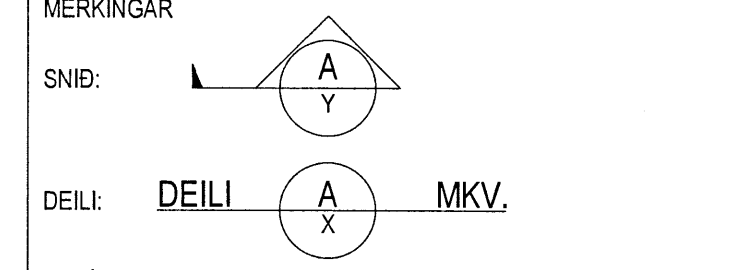 MERKINGAR
SNIÐ: A
Y
DEILI: DEILI A MKV.
X